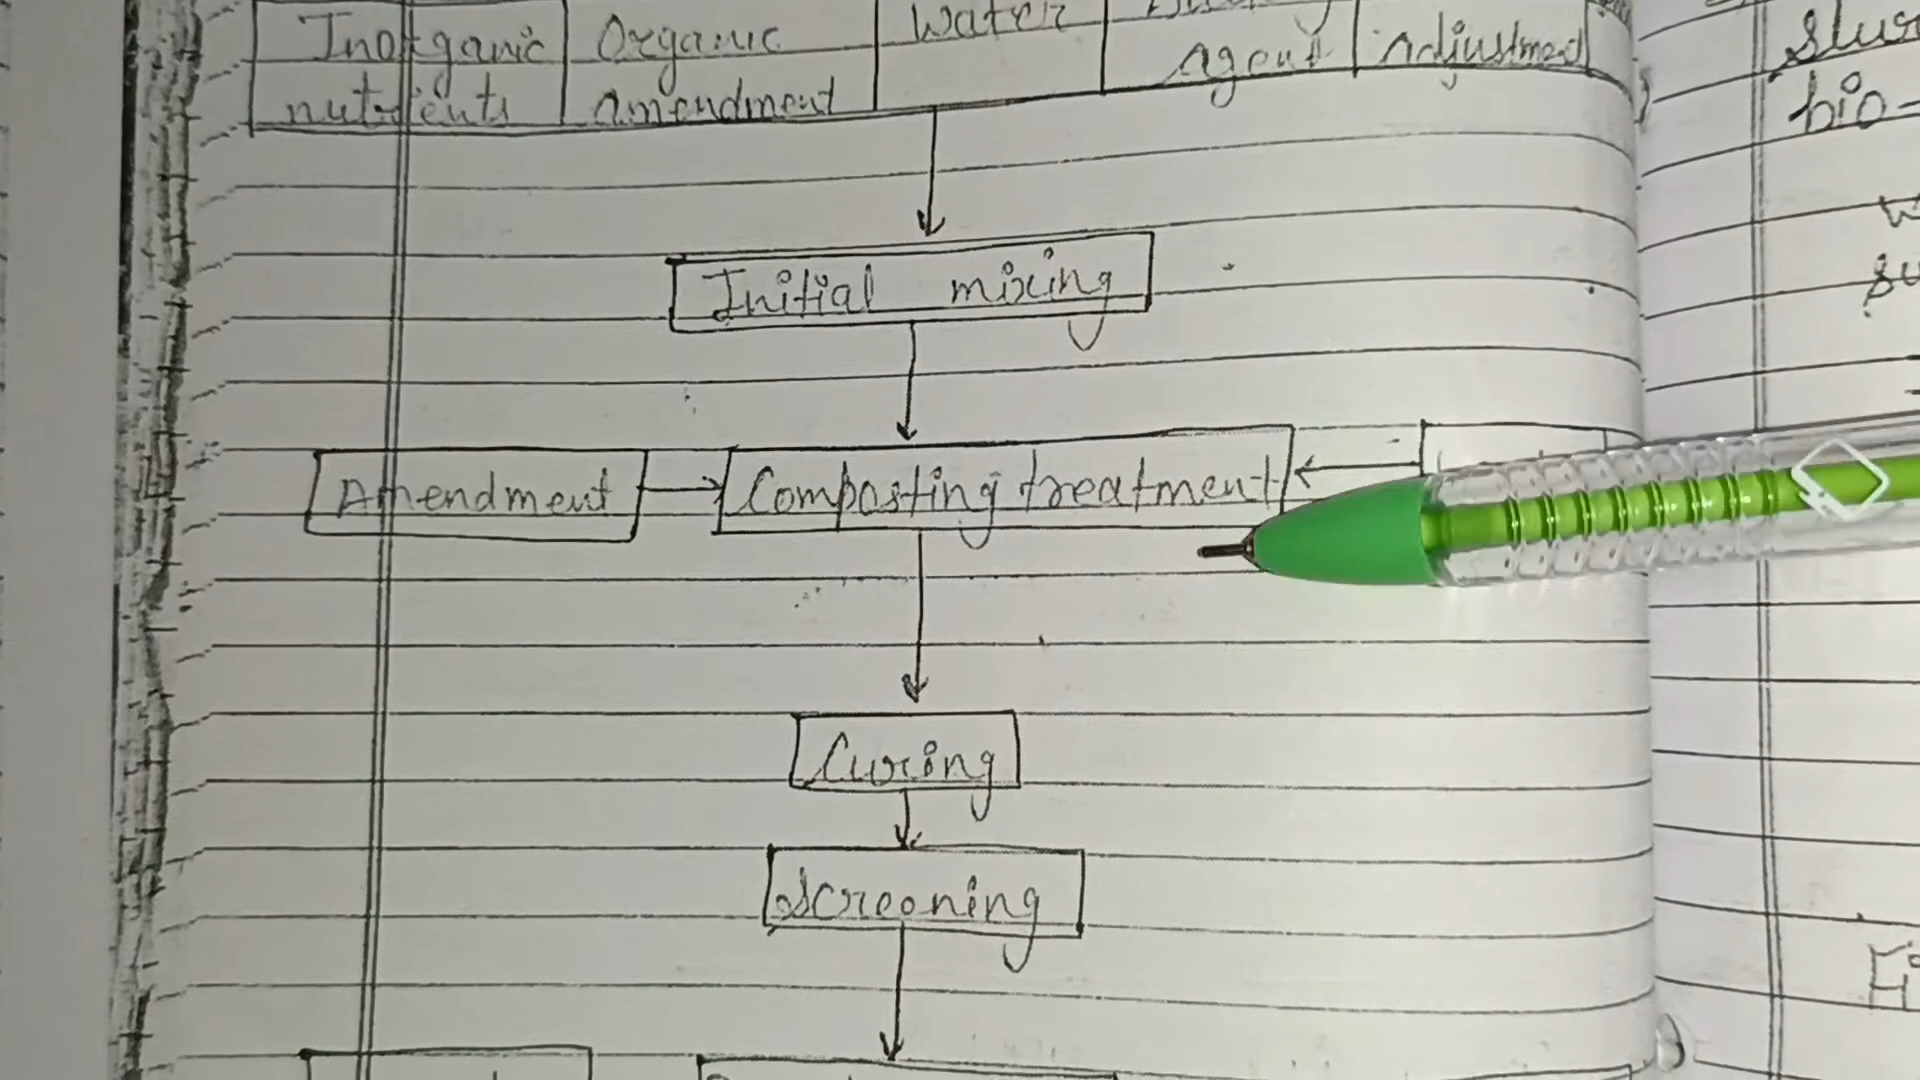 Inorganic nutrients
Organic amendment
Water
agent
adjustment
Initial mixing
Amendment
Composting treatment
Curing
Screening
bio-